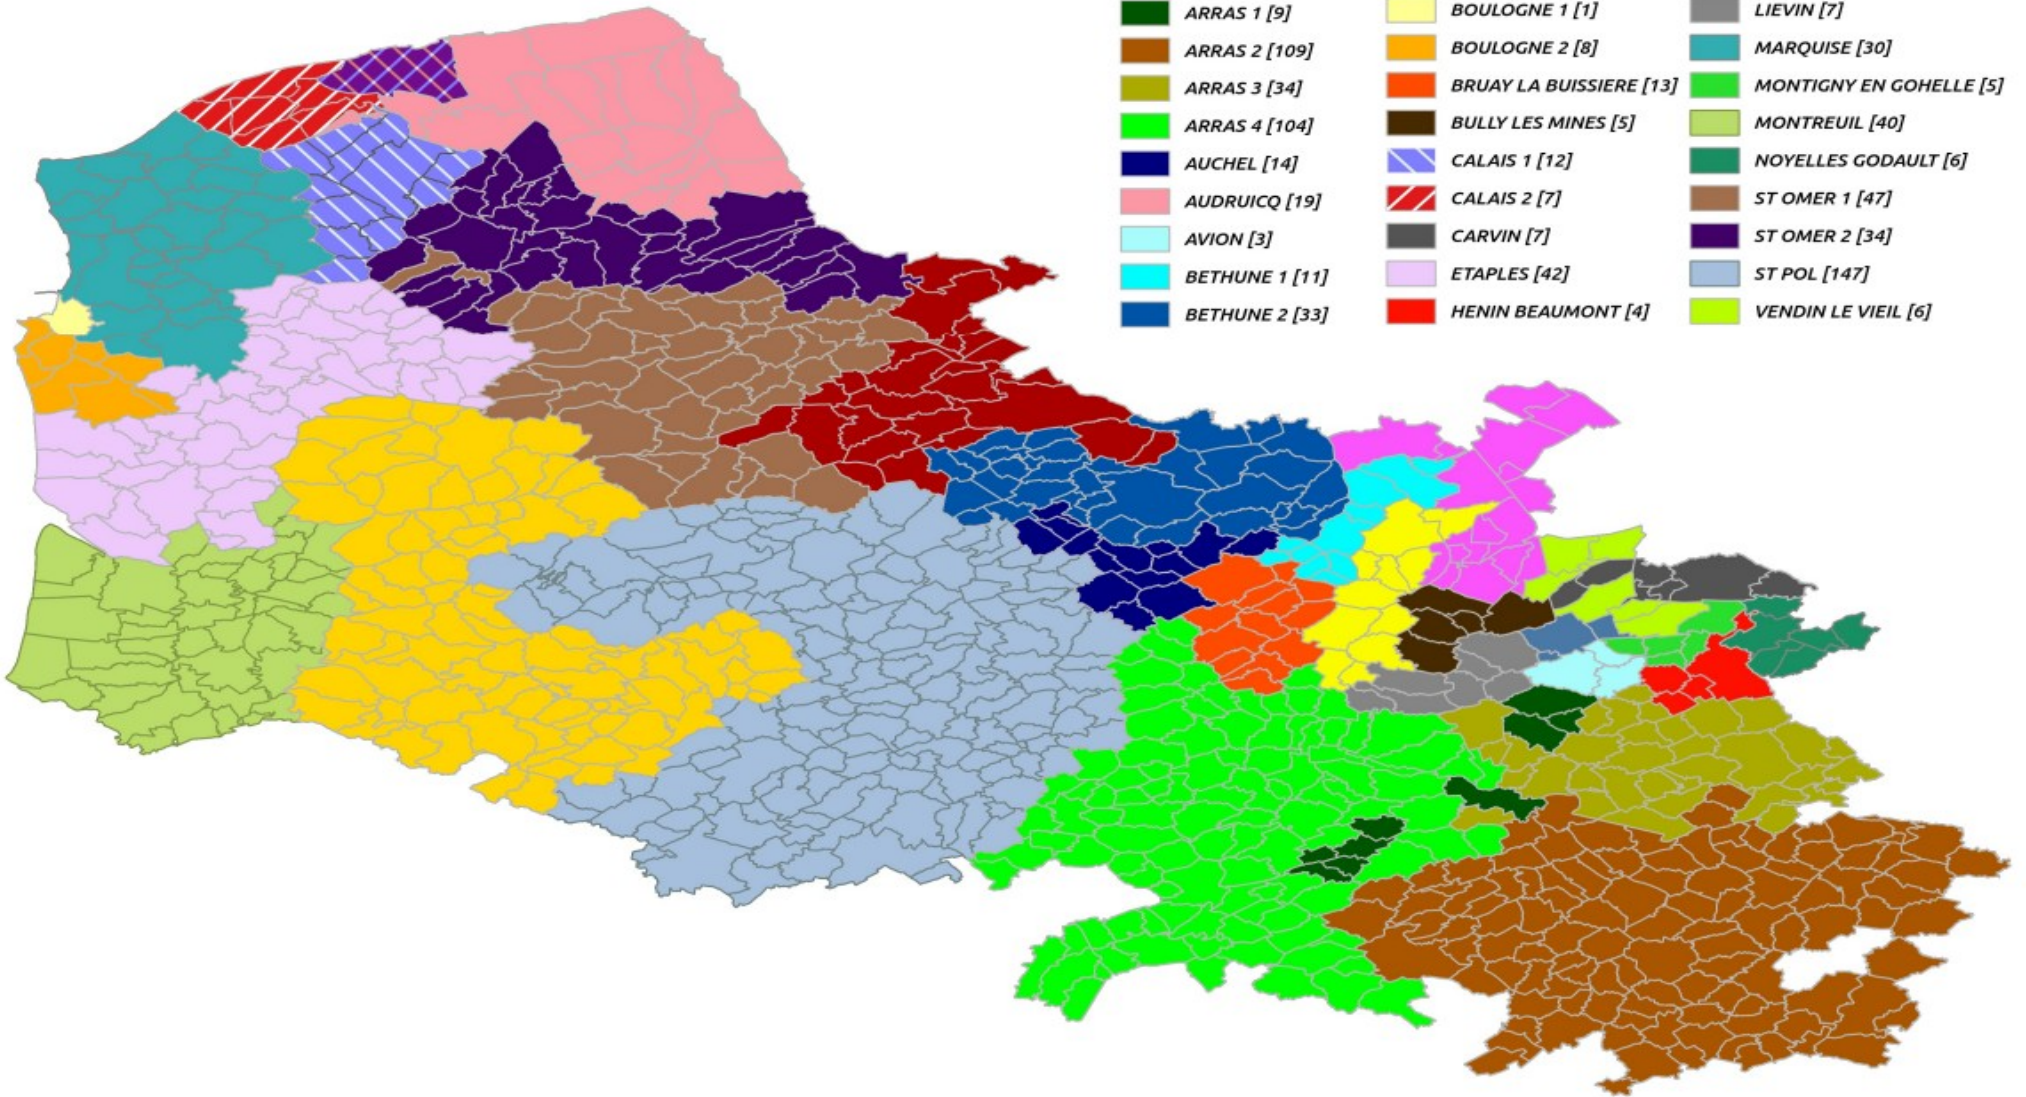 ARRAS 1 [9]
ARRAS 2 [109]
ARRAS 3 [34]
ARRAS 4 [104]
AUCHEL [14]
AUDRUICQ [19]
AVION [3]
BETHUNE 1 [11]
BETHUNE 2 [33]
BOULOGNE 1 [1]
BOULOGNE 2 [8]
BRUAY LA BUISSIERE [13]
BULLY LES MINES [5]
CALAIS 1 [12]
CALAIS 2 [7]
CARVIN [7]
ETAPLES [42]
HENIN BEAUMONT [4]
LIEVIN [7]
MARQUISE [30]
MONTIGNY EN GOHELLE [5]
MONTREUIL [40]
NOYELLES GODAULT [6]
ST OMER 1 [47]
ST OMER 2 [34]
ST POL [147]
VENDIN LE VIEIL [6]